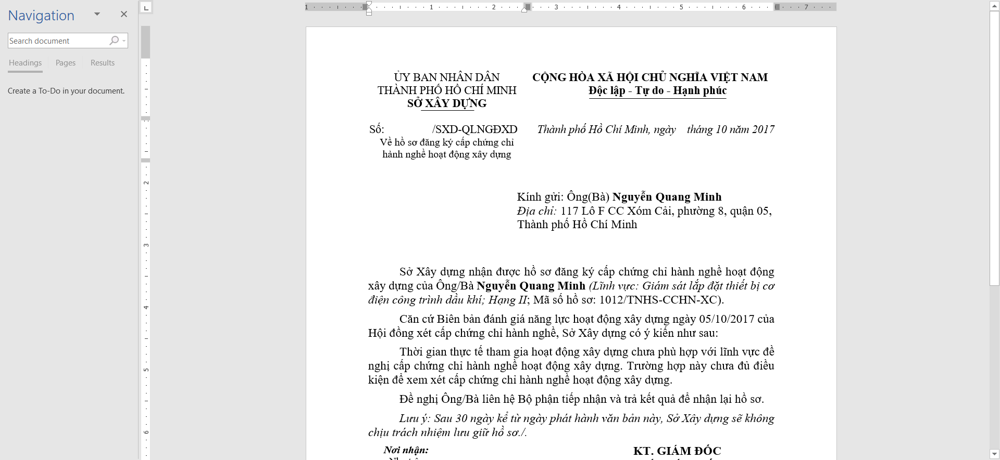 Navigation
Search document
Headings Pages Results
Create a To-Do in your document.
L
1 1 2 3 4 5 6 7
2
3
4
5
6
ỦY BAN NHÂN DÂN
THÀNH PHỐ HỒ CHÍ MINH
SỞ XÂY DỰNG
CỘNG HÒA XÃ HỘI CHỦ NGHĨA VIỆT NAM
Độc lập - Tự do - Hạnh phúc
Số: /SXD-QLNGĐXD
Về hồ sơ đăng ký cấp chứng chỉ
hành nghề hoạt động xây dựng
Thành phố Hồ Chí Minh, ngày tháng 10 năm 2017
Kính gửi: Ông(Bà) Nguyễn Quang Minh
Địa chỉ: 117 Lô F CC Xóm Cải, phường 8, quận 05,
Thành phố Hồ Chí Minh
Sở Xây dựng nhận được hồ sơ đăng ký cấp chứng chỉ hành nghề hoạt động
xây dựng của Ông/Bà Nguyễn Quang Minh (Lĩnh vực: Giám sát lắp đặt thiết bị cơ
điện công trình dầu khí; Hạng II; Mã số hồ sơ: 1012/TNHS-CCHN-XC).
Căn cứ Biên bản đánh giá năng lực hoạt động xây dựng ngày 05/10/2017 của
Hội đồng xét cấp chứng chỉ hành nghề, Sở Xây dựng có ý kiến như sau:
Thời gian thực tế tham gia hoạt động xây dựng chưa phù hợp với lĩnh vực đề
nghị cấp chứng chỉ hành nghề hoạt động xây dựng. Trường hợp này chưa đủ điều
kiện để xem xét cấp chứng chỉ hành nghề hoạt động xây dựng.
Đề nghị Ông/Bà liên hệ Bộ phận tiếp nhận và trả kết quả để nhận lại hồ sơ.
Lưu ý: Sau 30 ngày kể từ ngày phát hành văn bản này, Sở Xây dựng sẽ không
chịu trách nhiệm lưu giữ hồ sơ./.
Nơi nhận:
KT. GIÁM ĐỐC